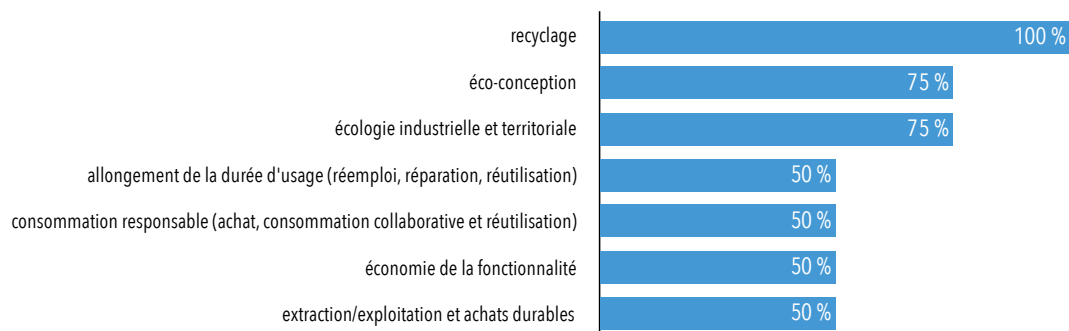 recyclage 100 %
éco-conception 75 %
écologie industrielle et territoriale 75 %
allongement de la durée d'usage (réemploi, réparation, réutilisation) 50 %
consommation responsable (achat, consommation collaborative et réutilisation) 50 %
économie de la fonctionnalité 50 %
extraction/exploitation et achats durables 50 %